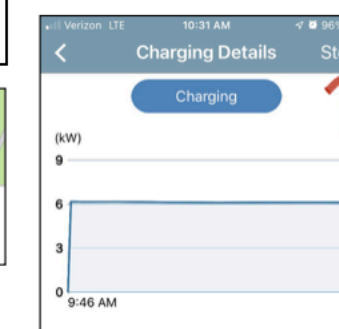 Verizon LTE 10:31 AM 96%
Charging Details
Charging
(kW)
9
6
3
0
9:46 AM